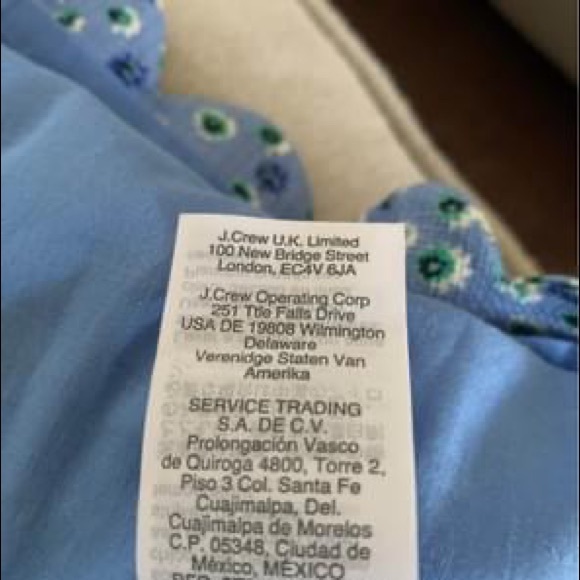 J.Crew U.K. Limited
100 New Bridge Street
London, EC4V 6JA
J.Crew Operating Corp
251 Ttle Falls Drive
USA DE 19808 Wilmington
Delaware
Verenidge Staten Van
Amerika
SERVICE TRADING
S.A. DE C.V.
Prolongación Vasco
de Quiroga 4800, Torre 2,
Piso 3 Col. Santa Fe
Cuajimalpa, Del.
Cuajimalpa de Morelos
C.P. 05348, Ciudad de
México, MÉXICO